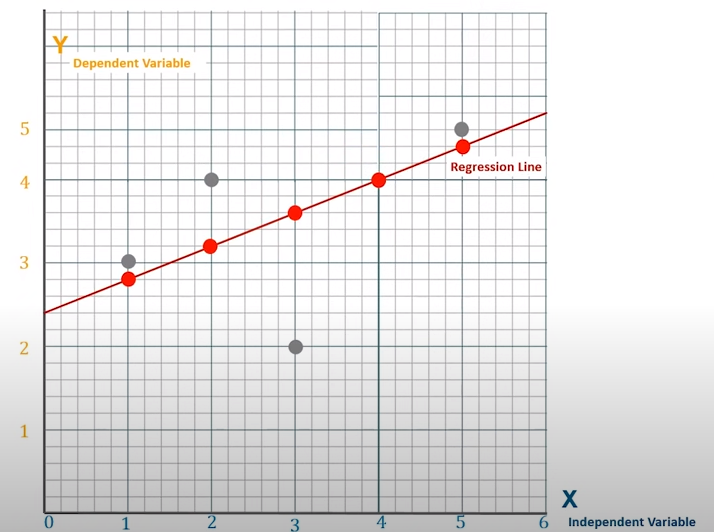 Y
Dependent Variable
5
Regression Line
4
3
2
1
X
0 1 2 3 4 5 6
Independent Variable